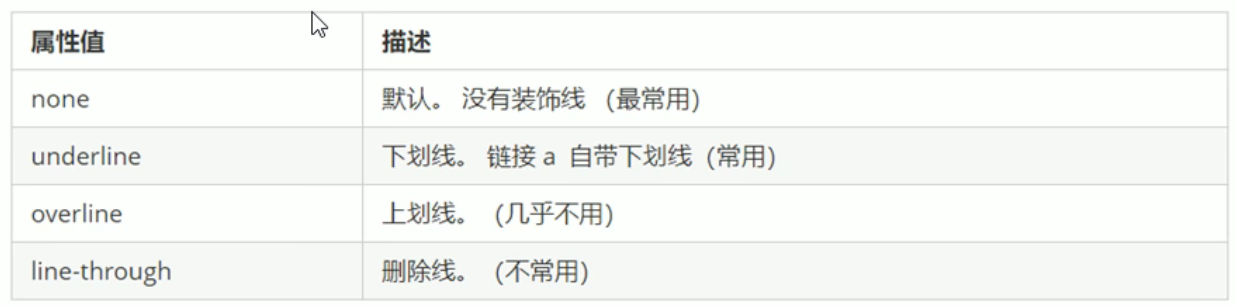 属性值 描述
none 默认。 没有装饰线 (最常用)
underline 下划线。 链接 a 自带下划线 (常用)
overline 上划线。 (几乎不用)
line-through 删除线。 (不常用)